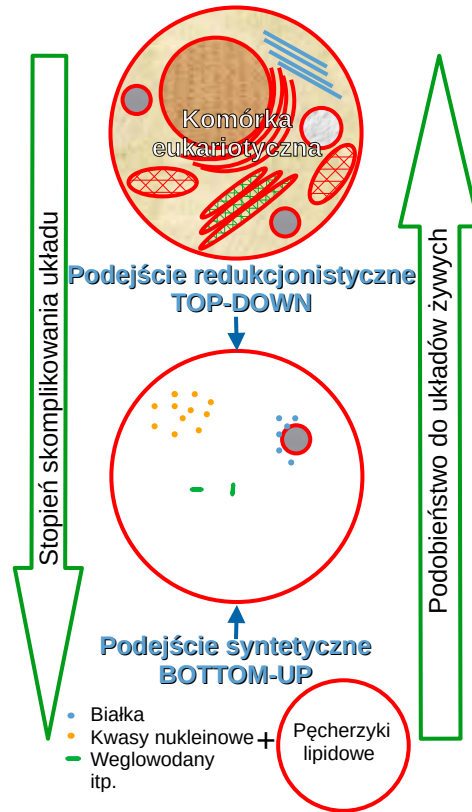 Komórka
eukariotyczna
Podejście redukcjonistyczne
TOP-DOWN
Stopień skomplikowania układu
Podobieństwo do układów żywych
Podejście syntetyczne
BOTTOM-UP
Białka
Kwasy nukleinowe
Weglowodany
itp.
+
Pęcherzyki
lipidowe